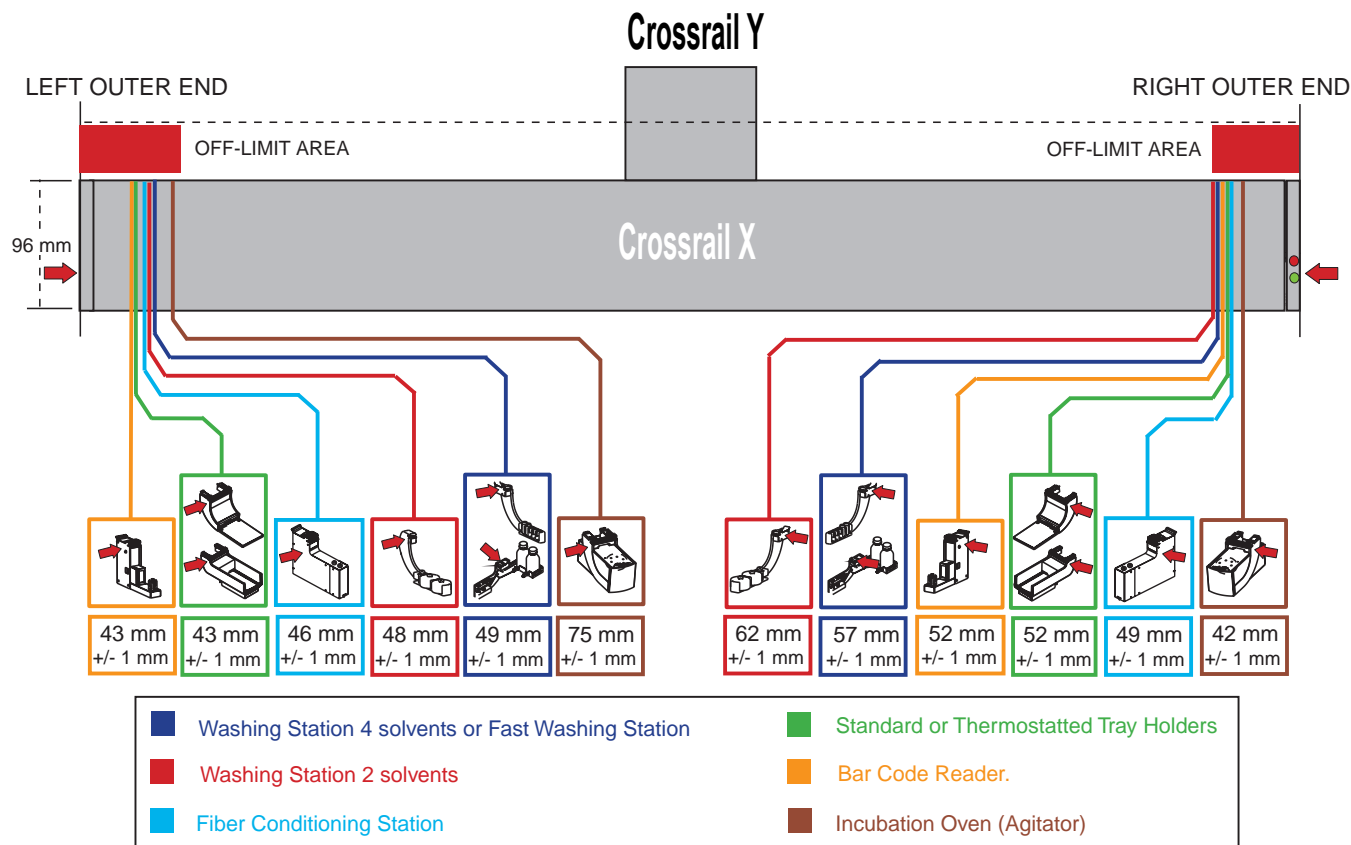 Crossrail Y
LEFT OUTER END
RIGHT OUTER END
OFF-LIMIT AREA
OFF-LIMIT AREA
96 mm
Crossrail X
43 mm
+/- 1 mm
43 mm
+/- 1 mm
46 mm
+/- 1 mm
48 mm
+/- 1 mm
49 mm
+/- 1 mm
75 mm
+/- 1 mm
62 mm
+/- 1 mm
57 mm
+/- 1 mm
52 mm
+/- 1 mm
52 mm
+/- 1 mm
49 mm
+/- 1 mm
42 mm
+/- 1 mm
Washing Station 4 solvents or Fast Washing Station
Washing Station 2 solvents
Fiber Conditioning Station
Standard or Thermostatted Tray Holders
Bar Code Reader.
Incubation Oven (Agitator)